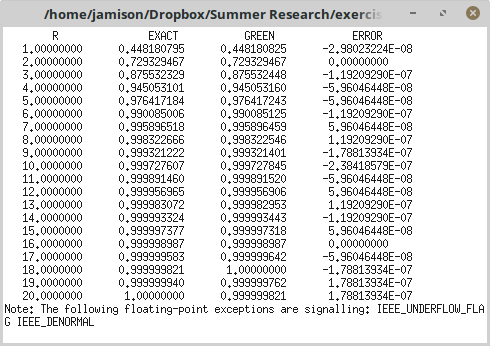 /home/jamison/Dropbox/Summer Research/exercis
R EXACT GREEN ERROR
1.00000000 0.448180795 0.448180825 -2.98023224E-08
2.00000000 0.729329467 0.729329467 0.00000000
3.00000000 0.875532329 0.875532448 -1.19209290E-07
4.00000000 0.945053101 0.945053160 -5.96046448E-08
5.00000000 0.976417184 0.976417243 -5.96046448E-08
6.00000000 0.990085006 0.990085125 -1.19209290E-07
7.00000000 0.995896518 0.995896459 5.96046448E-08
8.00000000 0.998322666 0.998322546 1.19209290E-07
9.00000000 0.999321222 0.999321401 -1.78813934E-07
10.0000000 0.999727607 0.999727845 -2.38418579E-07
11.0000000 0.999891460 0.999891520 -5.96046448E-08
12.0000000 0.999956965 0.999956906 5.96046448E-08
13.0000000 0.999983072 0.999982953 1.19209290E-07
14.0000000 0.999993324 0.999993443 -1.19209290E-07
15.0000000 0.999997377 0.999997318 5.96046448E-08
16.0000000 0.999998987 0.999998987 0.00000000
17.0000000 0.999999583 0.999999642 -5.96046448E-08
18.0000000 0.999999821 1.00000000 -1.78813934E-07
19.0000000 0.999999940 0.999999762 1.78813934E-07
20.0000000 1.00000000 0.999999821 1.78813934E-07
Note: The following floating-point exceptions are signalling: IEEE_UNDERFLOW_FLA
G IEEE_DENORMAL